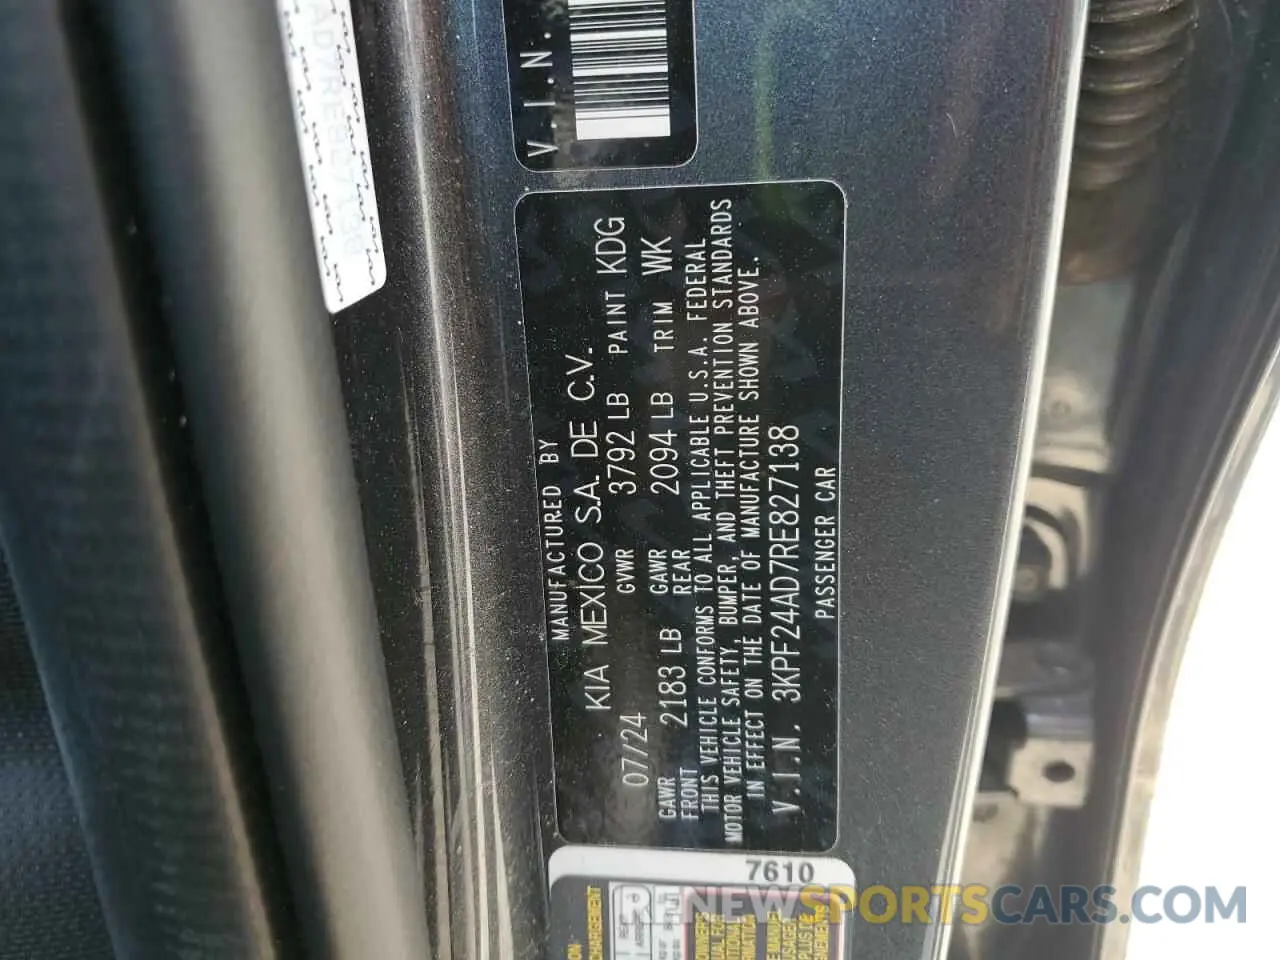 V.I.N.
MANUFACTURED BY
KIA MEXICO S.A. DE C.V.
07/24 GVWR 3792 LB PAINT KDG
GAWR FRONT 2183 LB GAWR REAR 2094 LB TRIM WK
THIS VEHICLE CONFORMS TO ALL APPLICABLE U.S.A. FEDERAL
MOTOR VEHICLE SAFETY, BUMPER, AND THEFT PREVENTION STANDARDS
IN EFFECT ON THE DATE OF MANUFACTURE SHOWN ABOVE.
V.I.N. 3KPF24AD7RE827138
PASSENGER CAR
7610
RENEWSPORTSCARS.COM